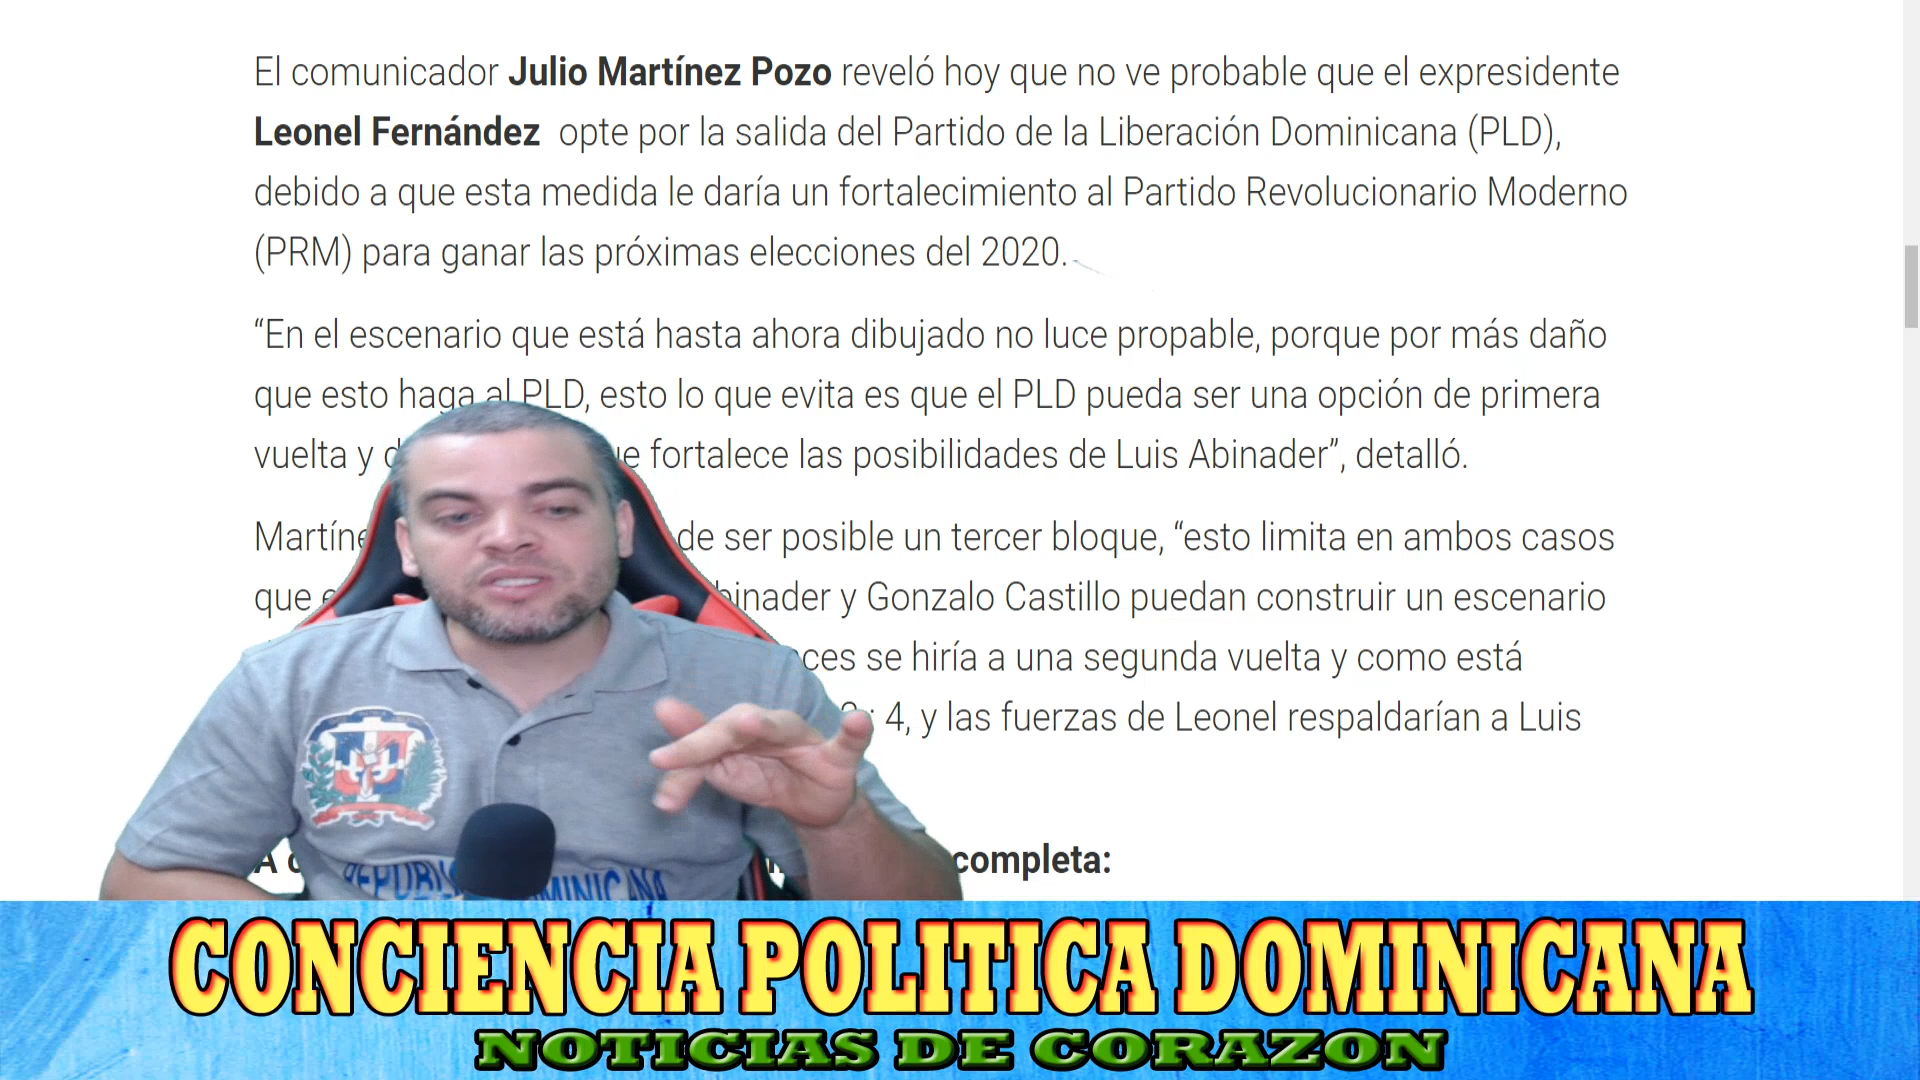 El comunicador Julio Martínez Pozo reveló hoy que no ve probable que el expresidente
Leonel Fernández opte por la salida del Partido de la Liberación Dominicana (PLD),
debido a que esta medida le daría un fortalecimiento al Partido Revolucionario Moderno
(PRM) para ganar las próximas elecciones del 2020.
“En el escenario que está hasta ahora dibujado no luce propable, porque por más daño
que esto haga al PLD, esto lo que evita es que el PLD pueda ser una opción de primera
vuelta y fortalece las posibilidades de Luis Abinader”, detalló.
de ser posible un tercer bloque, “esto limita en ambos casos
que y Gonzalo Castillo puedan construir un escenario
se hiría a una segunda vuelta y como está
4, y las fuerzas de Leonel respaldarían a Luis
A completa:
CONCIENCIA POLITICA DOMINICANA
NOTICIAS DE CORAZON